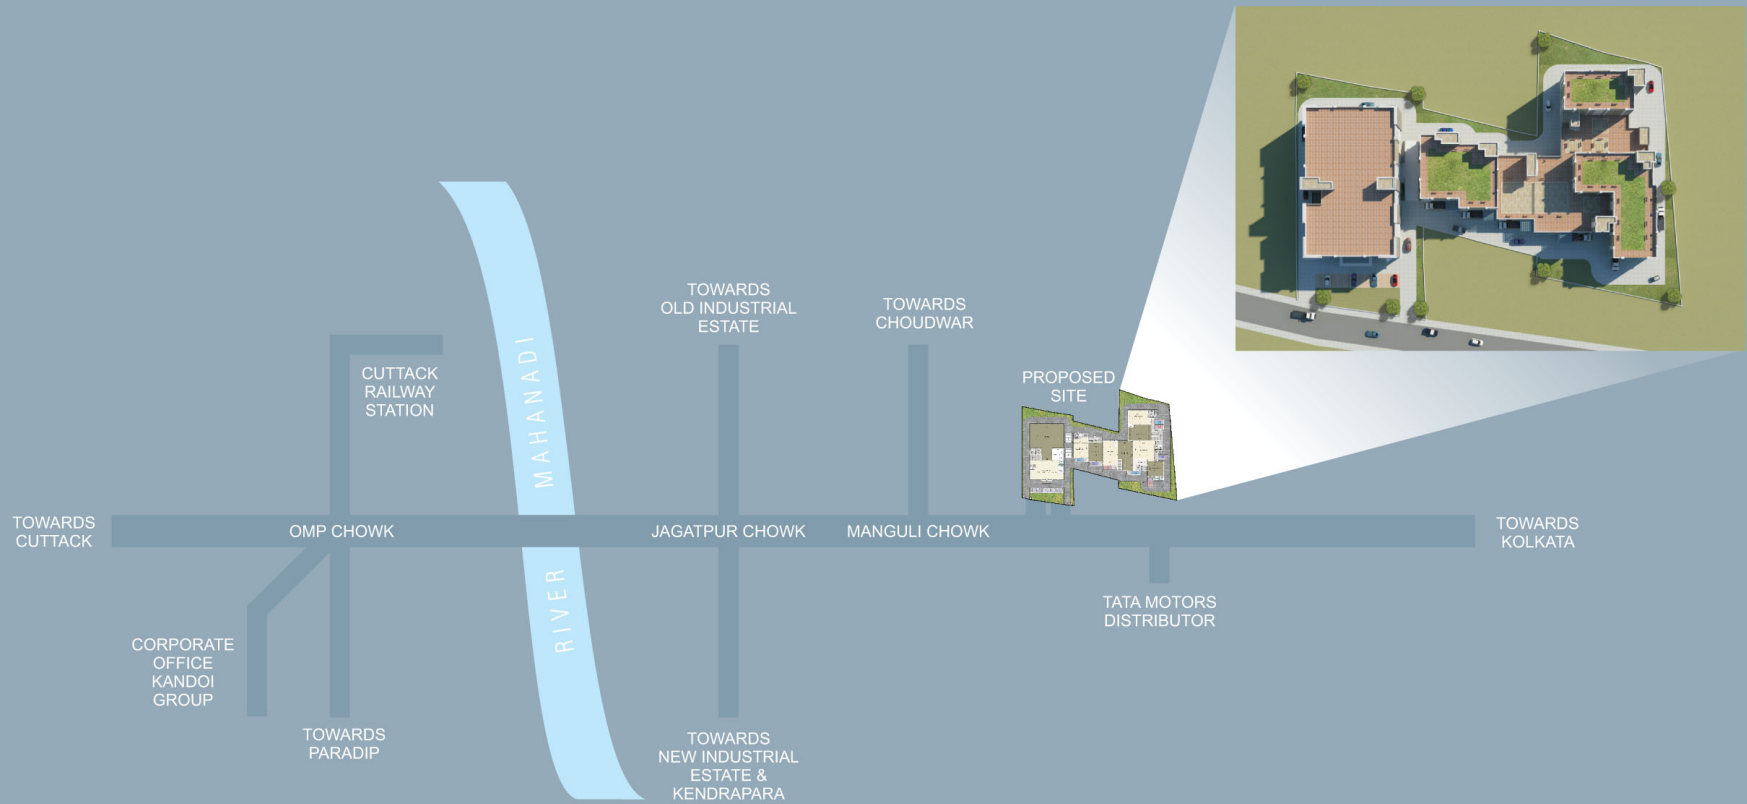 TOWARDS
OLD INDUSTRIAL
ESTATE
TOWARDS
CHOUDWAR
CUTTACK
RAILWAY
STATION
MAHANADI
RIVER
PROPOSED
SITE
TOWARDS
CUTTACK
OMP CHOWK
JAGATPUR CHOWK
MANGULI CHOWK
TOWARDS
KOLKATA
TATA MOTORS
DISTRIBUTOR
CORPORATE
OFFICE
KANDOI
GROUP
TOWARDS
PARADIP
TOWARDS
NEW INDUSTRIAL
ESTATE &
KENDRAPARA